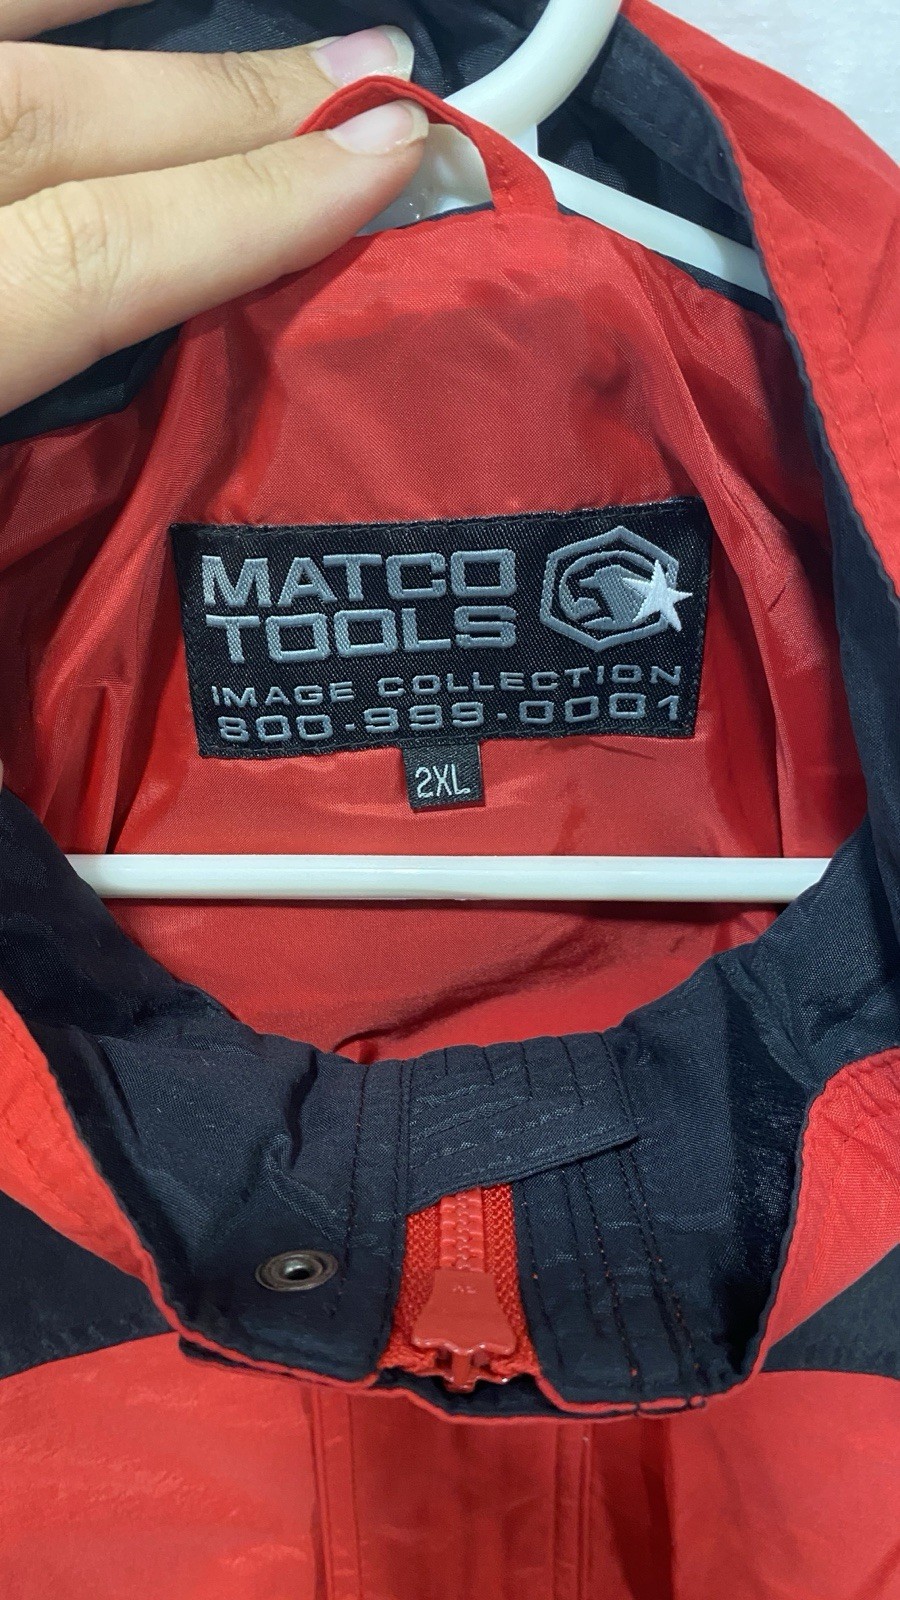 MATCO
TOOLS
IMAGE COLLECTION
800-999-0001
2XL